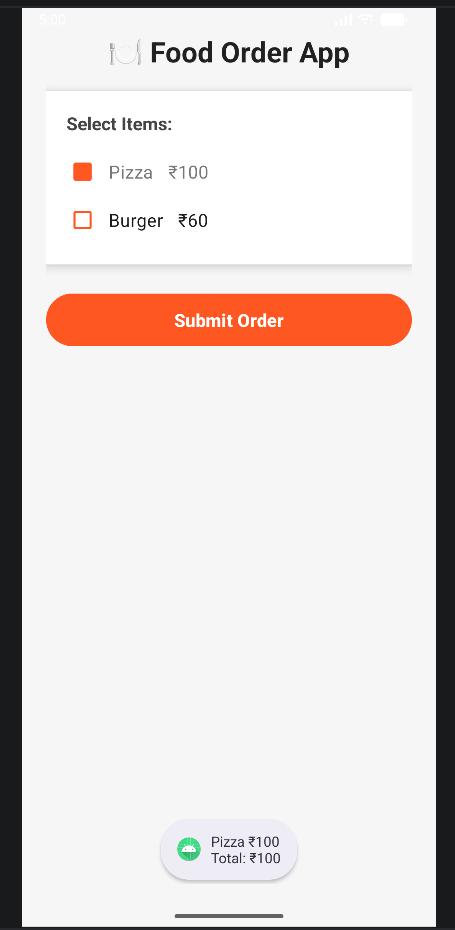 5:00
🍽 Food Order App
Select Items:
Pizza ₹100
Burger ₹60
Submit Order
Pizza ₹100
Total: ₹100